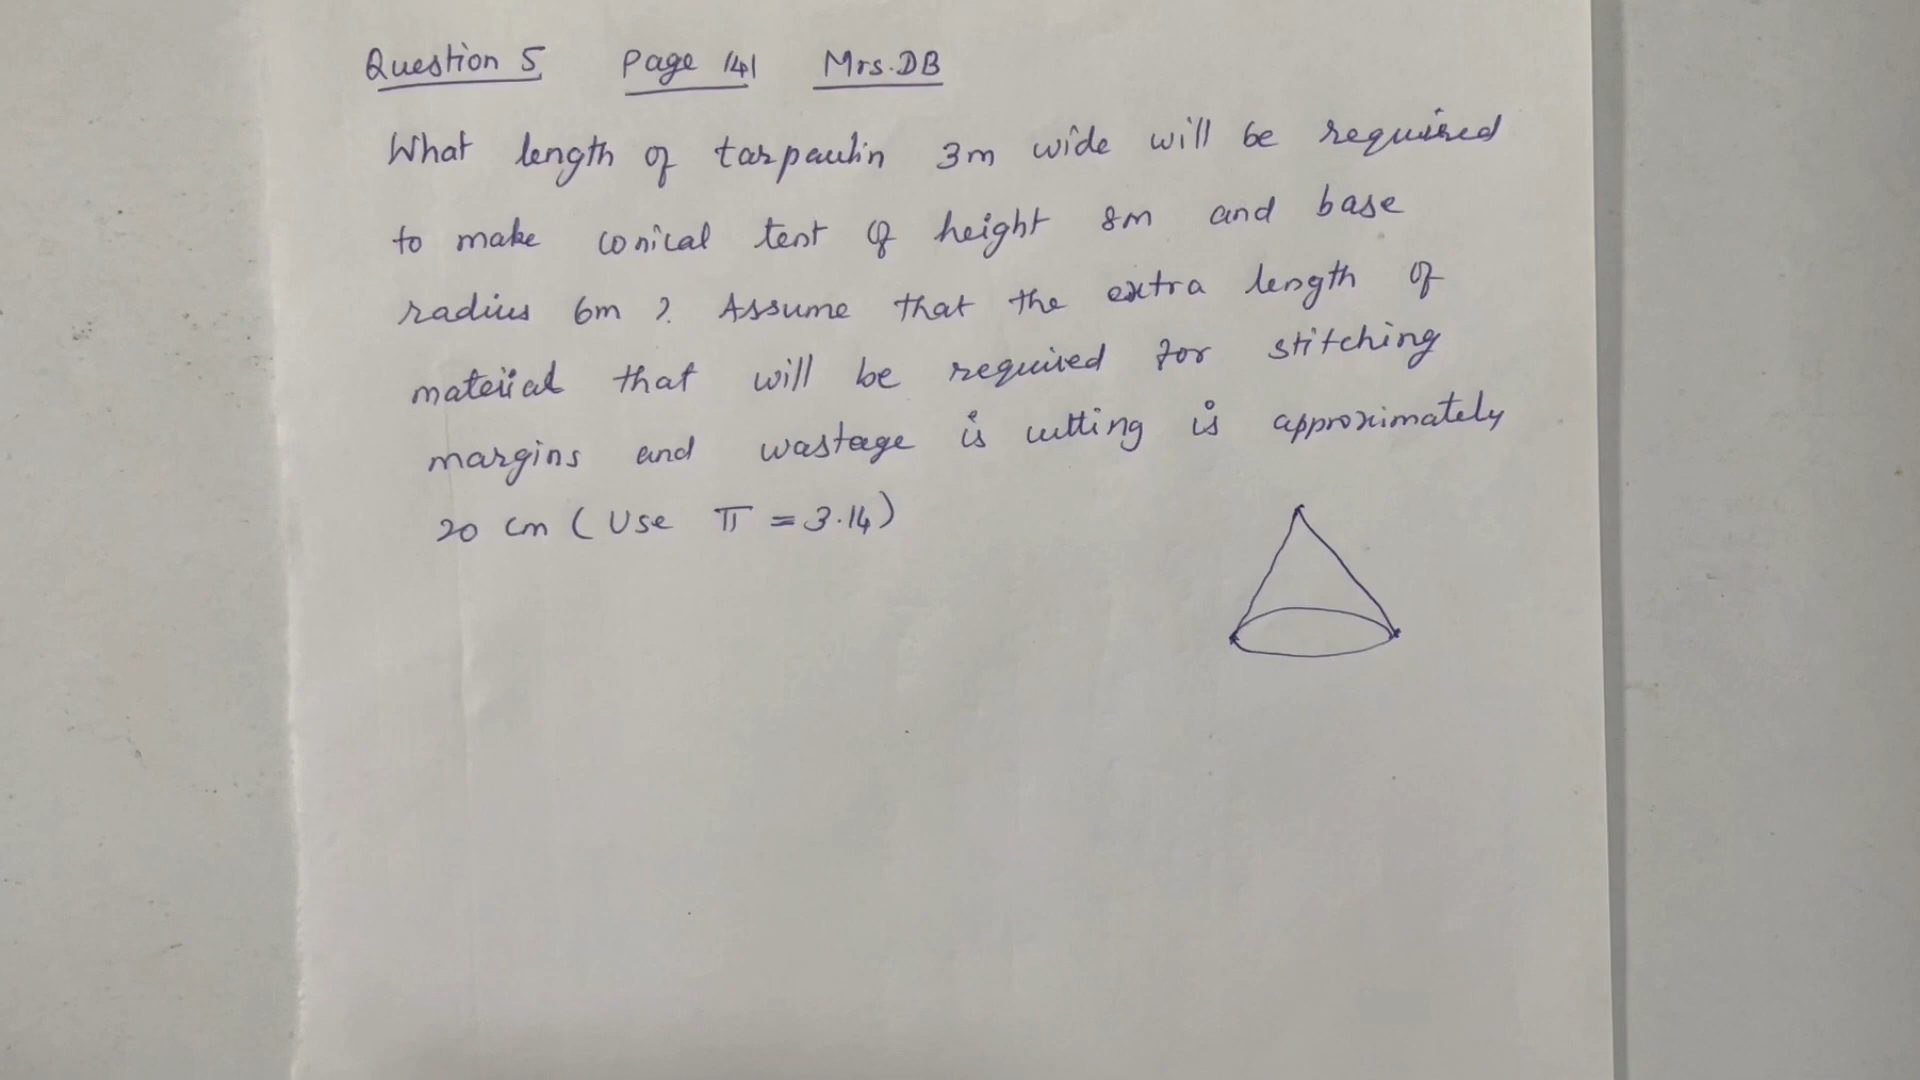 Question 5 Page 141 Mrs.DB
What length of tarpaulin 3m wide will be required
to make conical tent of height 8m and base
radius 6m ? Assume that the extra length of
material that will be required for stitching
margins and wastage is cutting is approximately
20 cm ( Use π = 3.14)